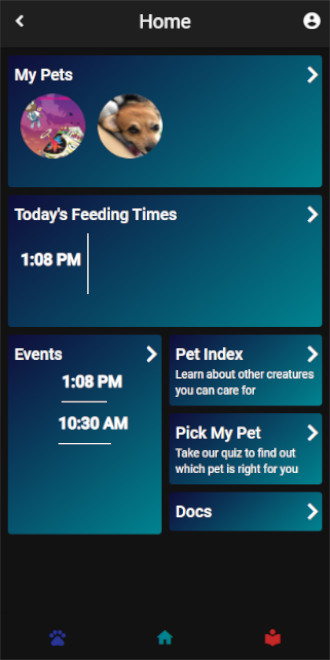 Home
My Pets
Today's Feeding Times
1:08 PM
Events
1:08 PM
10:30 AM
Pet Index
Learn about other creatures
you can care for
Pick My Pet
Take our quiz to find out
which pet is right for you
Docs